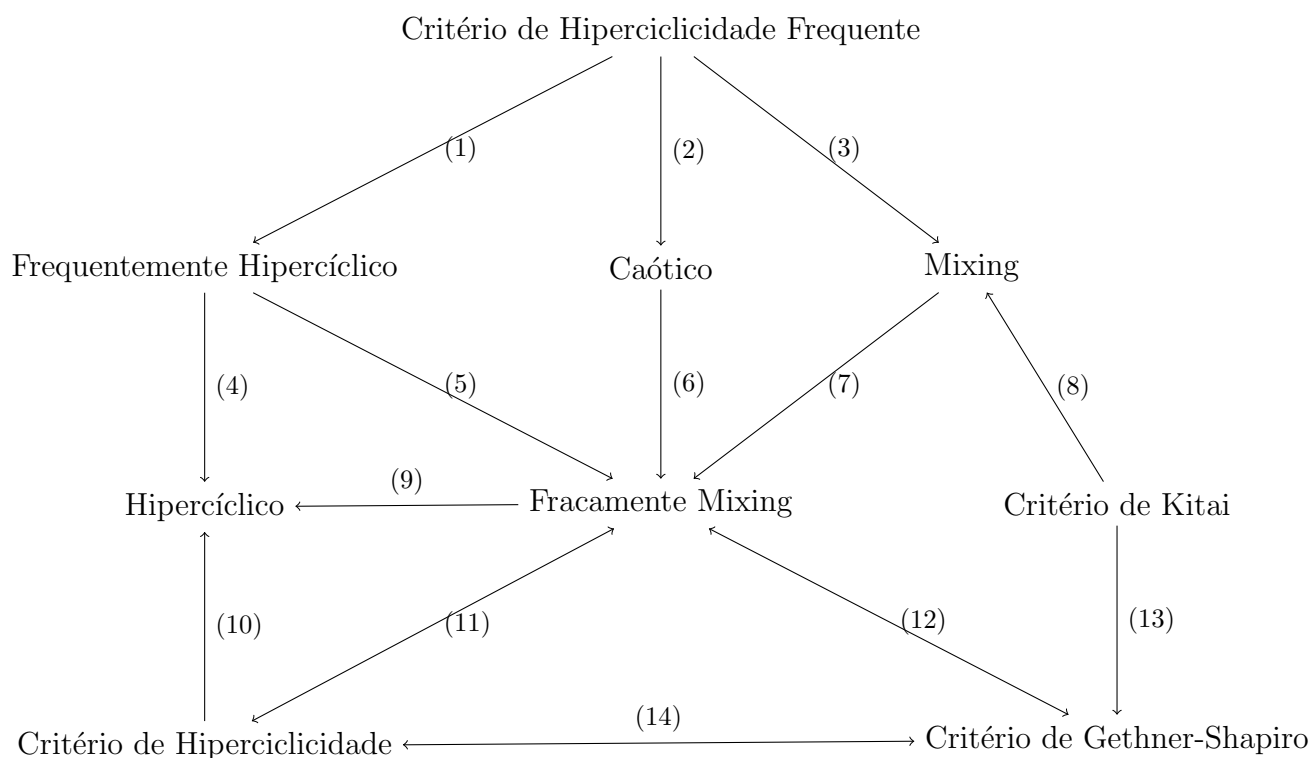 Critério de Hiperciclicidade Frequente
(1)
(2)
(3)
Frequentemente Hipercíclico
Caótico
Mixing
(4)
(5)
(6)
(7)
(8)
(9)
Hipercíclico
Fracamente Mixing
Critério de Kitai
(10)
(11)
(12)
(13)
(14)
Critério de Hiperciclicidade
Critério de Gethner-Shapiro